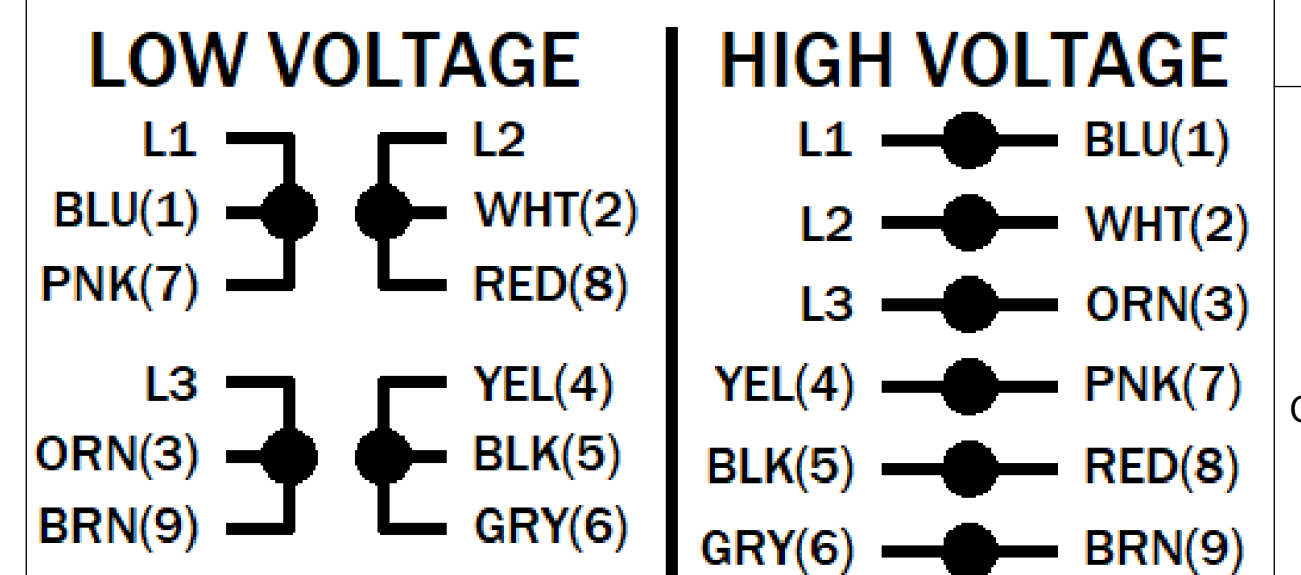 LOW VOLTAGE
L1
BLU(1)
PNK(7)
L2
WHT(2)
RED(8)
L3
ORN(3)
BRN(9)
YEL(4)
BLK(5)
GRY(6)
HIGH VOLTAGE
L1 BLU(1)
L2 WHT(2)
L3 ORN(3)
YEL(4) PNK(7)
BLK(5) RED(8)
GRY(6) BRN(9)